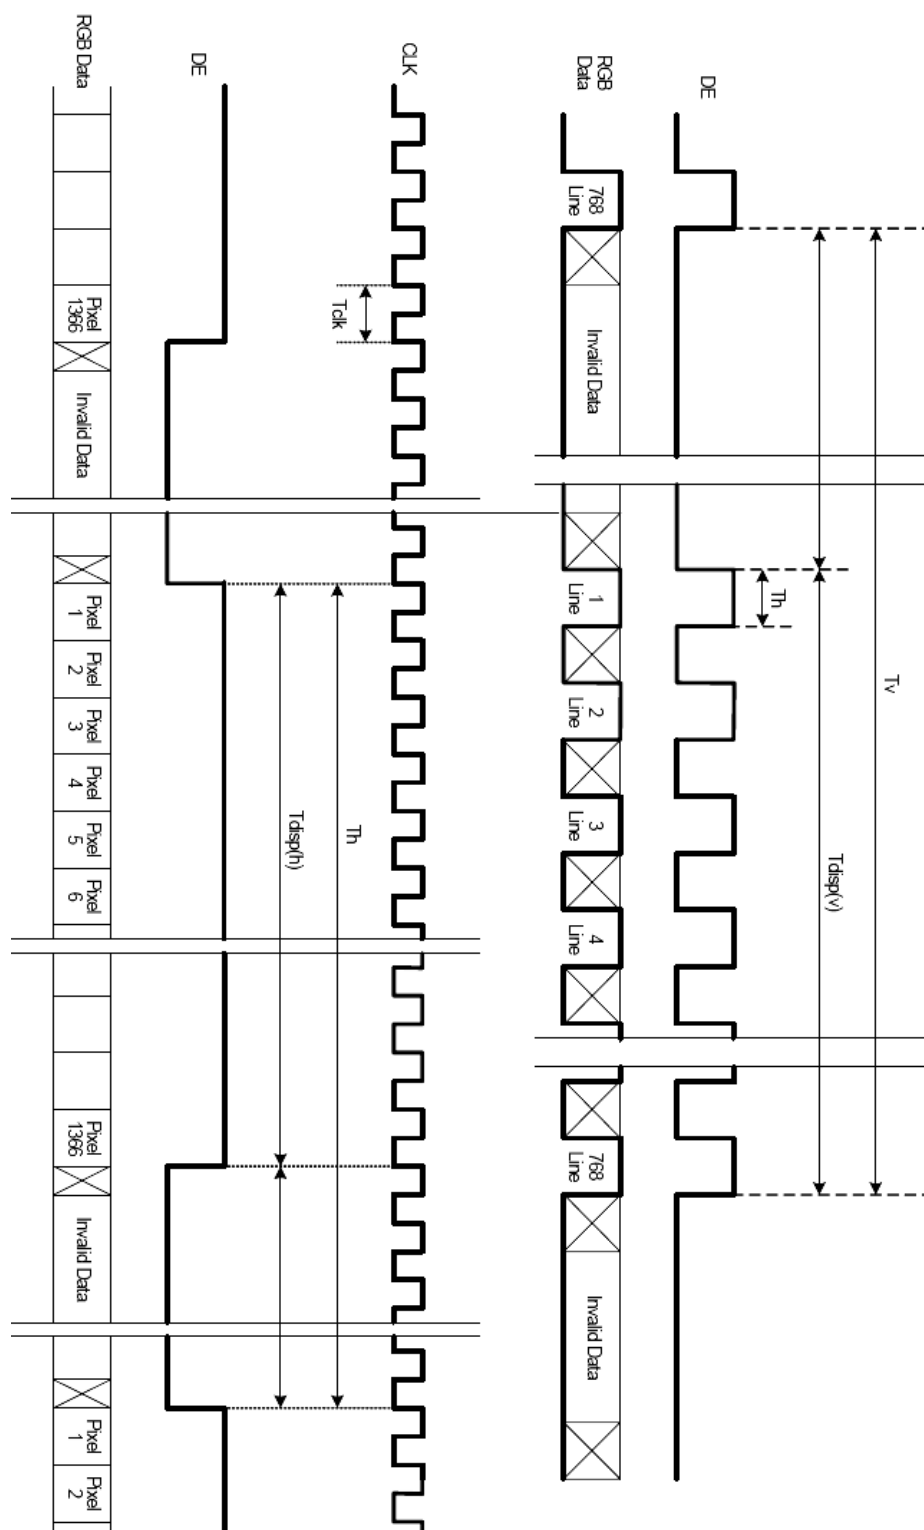 Tv
Tdisp(v)
Th
DE
RGB
Data
768
Line
Invalid Data
1
Line
2
Line
3
Line
4
Line
768
Line
Invalid Data
CLK
Tclk
Th
Tdisp(h)
DE
RGB Data
Pixel
1366
Invalid Data
Pixel
1
Pixel
2
Pixel
3
Pixel
4
Pixel
5
Pixel
6
Pixel
1366
Invalid Data
Pixel
1
Pixel
2